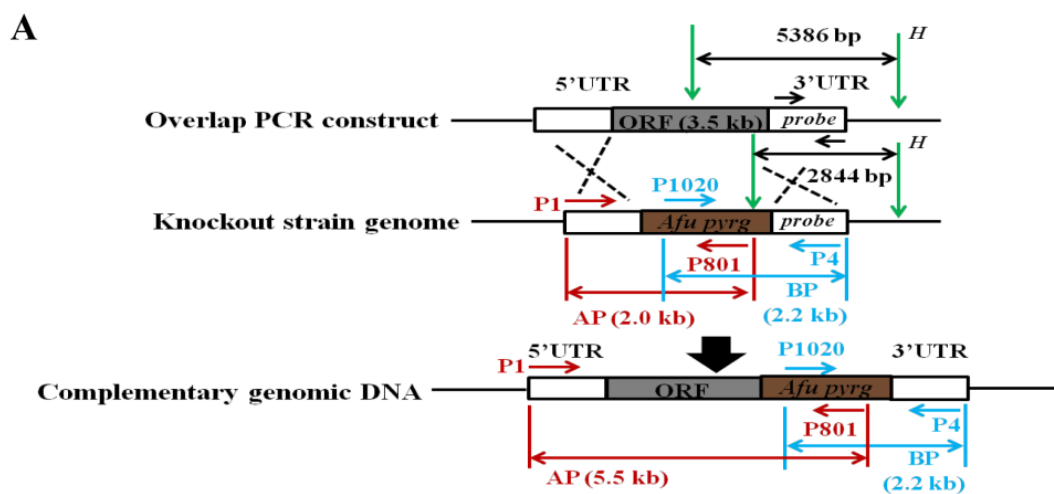 A
5386 bp
H
5'UTR
3'UTR
Overlap PCR construct
ORF (3.5 kb)
probe
H
2844 bp
P1
P1020
Knockout strain genome
Afu pyrg
probe
P801
P4
AP (2.0 kb)
BP
(2.2 kb)
5'UTR
P1020
3'UTR
P1
Complementary genomic DNA
ORF
Afu pyrg
P801
P4
AP (5.5 kb)
BP
(2.2 kb)